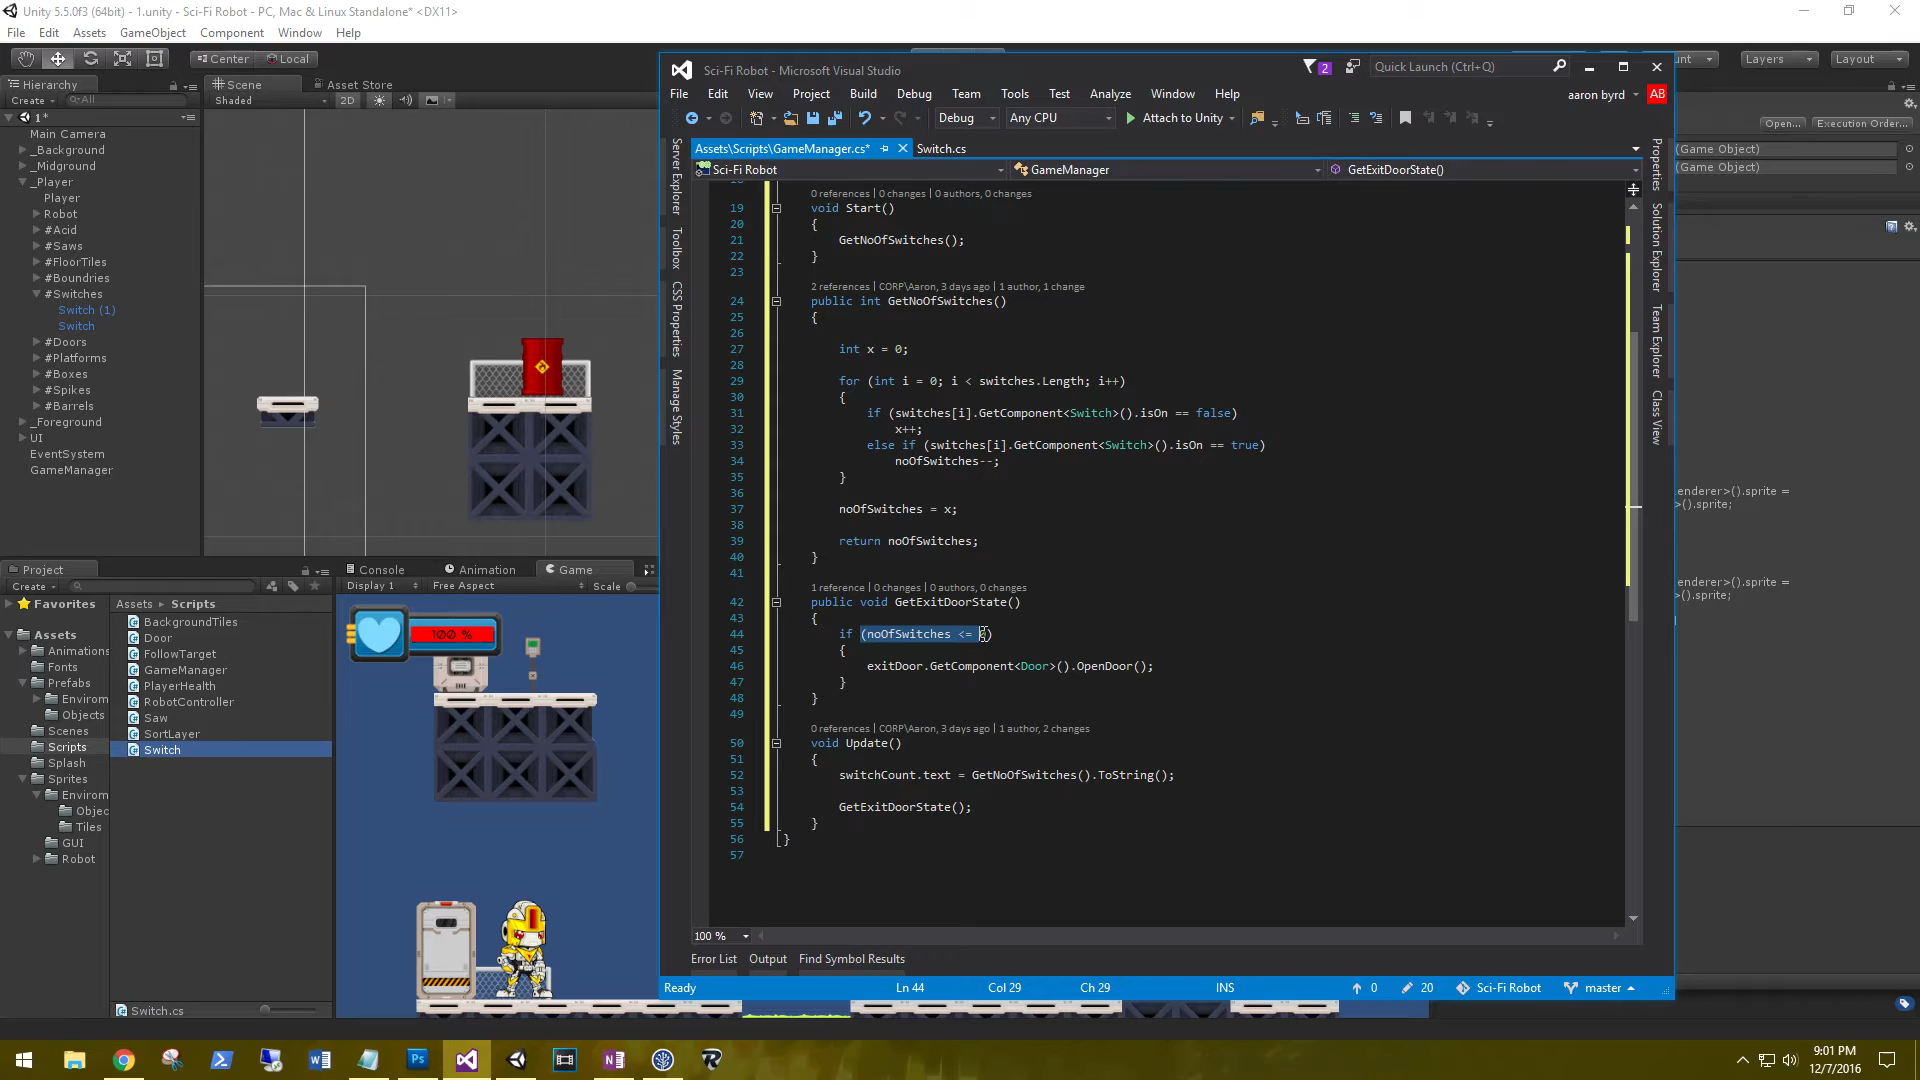 Unity 5.5.0f3 (64bit) - 1.unity - Sci-Fi Robot - PC, Mac & Linux Standalone* <DX11>
File Edit Assets GameObject Component Window Help
Center Local
Layers Layout
Hierarchy
Create All
1*
Main Camera
_Background
_Midground
_Player
Player
Robot
#Acid
#Saws
#FloorTiles
#Boundries
#Switches
Switch (1)
Switch
#Doors
#Platforms
#Boxes
#Spikes
#Barrels
_Foreground
UI
EventSystem
GameManager
Scene Asset Store
Shaded 2D
Sci-Fi Robot - Microsoft Visual Studio
2 Quick Launch (Ctrl+Q)
File Edit View Project Build Debug Team Tools Test Analyze Window Help
aaron byrd AB
Debug Any CPU Attach to Unity
Assets\Scripts\GameManager.cs* Switch.cs
Sci-Fi Robot GameManager GetExitDoorState()
Server Explorer
Toolbox
CSS Properties
Manage Styles
0 references | 0 changes | 0 authors, 0 changes
19 void Start()
20 {
21 GetNoOfSwitches();
22 }
23
2 references | CORP\Aaron, 3 days ago | 1 author, 1 change
24 public int GetNoOfSwitches()
25 {
26
27 int x = 0;
28
29 for (int i = 0; i < switches.Length; i++)
30 {
31 if (switches[i].GetComponent<Switch>().isOn == false)
32 x++;
33 else if (switches[i].GetComponent<Switch>().isOn == true)
34 noOfSwitches--;
35 }
36
37 noOfSwitches = x;
38
39 return noOfSwitches;
40 }
41
1 reference | 0 changes | 0 authors, 0 changes
42 public void GetExitDoorState()
43 {
44 if (noOfSwitches <= 0)
45 {
46 exitDoor.GetComponent<Door>().OpenDoor();
47 }
48 }
49
0 references | CORP\Aaron, 3 days ago | 1 author, 2 changes
50 void Update()
51 {
52 switchCount.text = GetNoOfSwitches().ToString();
53
54 GetExitDoorState();
55 }
56 }
57
100 %
Error List Output Find Symbol Results
Ready Ln 44 Col 29 Ch 29 INS 0 20 Sci-Fi Robot master
Properties
Solution Explorer
Team Explorer
Class View
Open... Execution Order...
(Game Object)
(Game Object)
enderer>().sprite =
>().sprite;
enderer>().sprite =
>().sprite;
Project
Create
Favorites
Assets
Animations
Fonts
Prefabs
Environ
Objects
Scenes
Scripts
Splash
Sprites
Environ
Objec
Tiles
GUI
Robot
Assets Scripts
BackgroundTiles
Door
FollowTarget
GameManager
PlayerHealth
RobotController
Saw
SortLayer
Switch
Switch.cs
Console Animation Game
Display 1 Free Aspect Scale
100 %
9:01 PM
12/7/2016